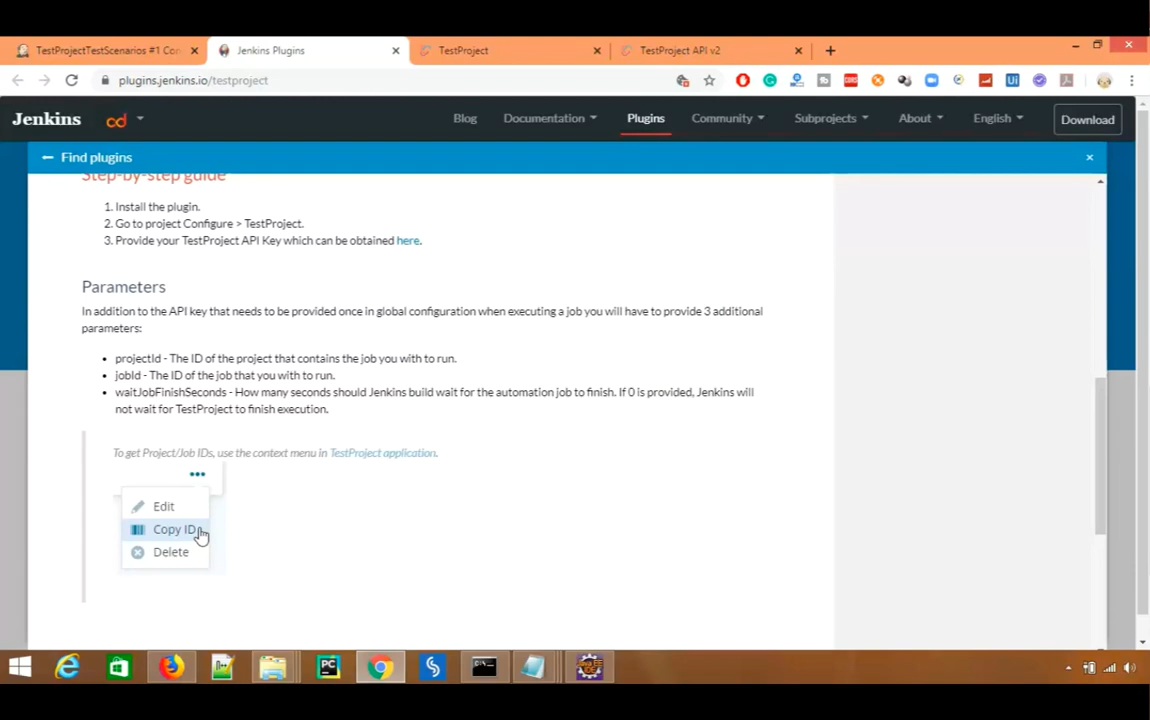 TestProjectTestScenarios #1 Con
Jenkins Plugins
TestProject
TestProject API v2
plugins.jenkins.io/testproject
Jenkins
cd
Blog
Documentation
Plugins
Community
Subprojects
About
English
Download
Find plugins
Step-by-step guide
1. Install the plugin.
2. Go to project Configure > TestProject.
3. Provide your TestProject API Key which can be obtained here.
Parameters
In addition to the API key that needs to be provided once in global configuration when executing a job you will have to provide 3 additional
parameters:
• projectId - The ID of the project that contains the job you with to run.
• jobId - The ID of the job that you with to run.
• waitJobFinishSeconds - How many seconds should Jenkins build wait for the automation job to finish. If 0 is provided, Jenkins will
not wait for TestProject to finish execution.
To get Project/Job IDs, use the context menu in TestProject application.
Edit
Copy ID
Delete